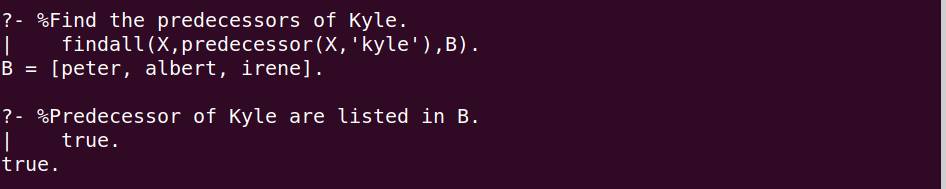 ?- %Find the predecessors of Kyle.
|    findall(X,predecessor(X,'kyle'),B).
B = [peter, albert, irene].
?- %Predecessor of Kyle are listed in B.
|    true.
true.